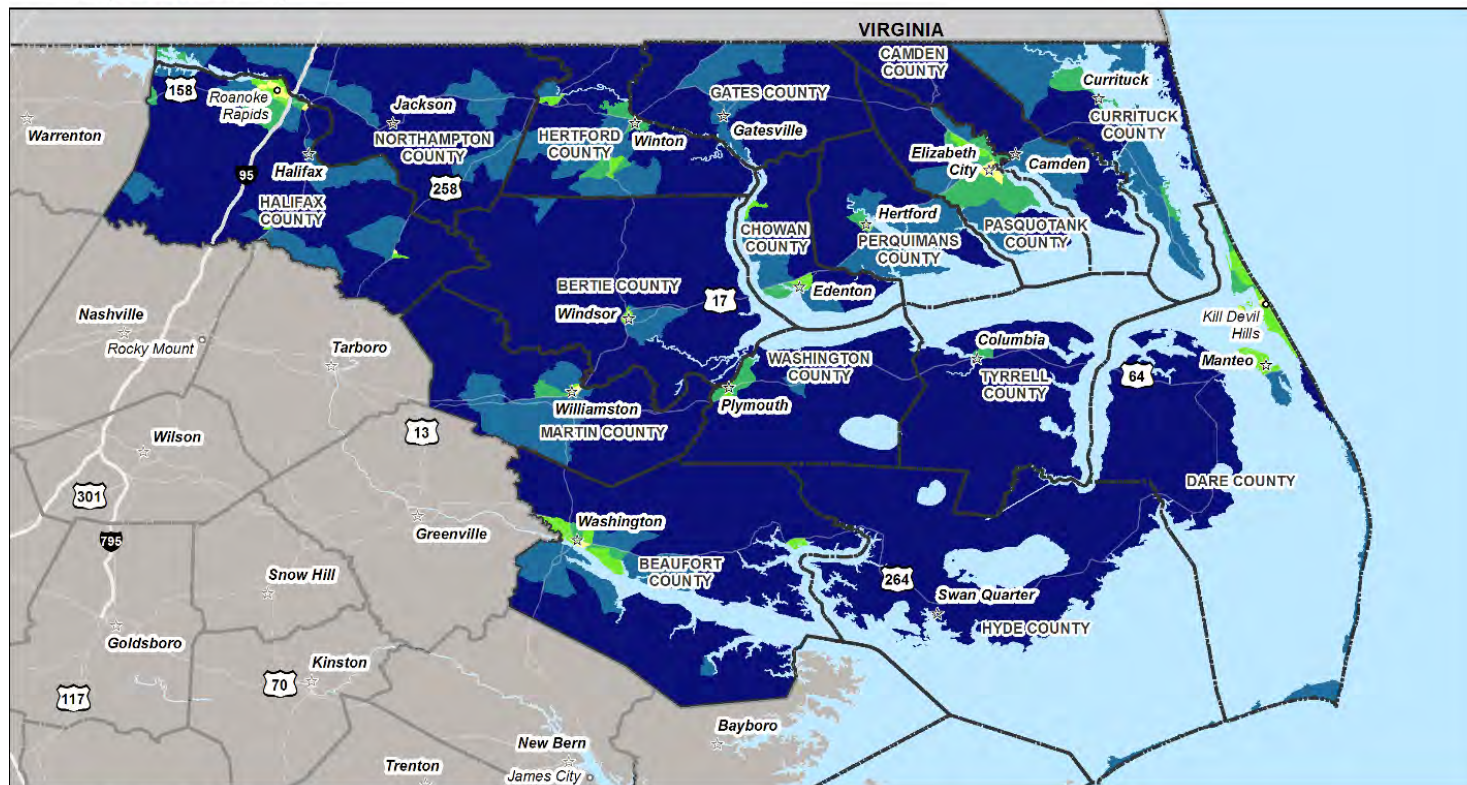 VIRGINIA
CAMDEN
COUNTY
Currituck
158
Roanoke
Rapids
Jackson
GATES COUNTY
CURRITUCK
COUNTY
Warrenton
NORTHAMPTON
COUNTY
HERTFORD
COUNTY
Winton
Gatesville
Elizabeth
City
Camden
95
Halifax
258
HALIFAX
COUNTY
CHOWAN
COUNTY
Hertford
PERQUIMANS
COUNTY
PASQUOTANK
COUNTY
BERTIE COUNTY
17
Edenton
Windsor
Nashville
Rocky Mount
Tarboro
Kill Devil
Hills
Columbia
WASHINGTON
COUNTY
TYRRELL
COUNTY
64
Manteo
Williamston
Plymouth
MARTIN COUNTY
13
Wilson
301
DARE COUNTY
Greenville
Washington
795
BEAUFORT
COUNTY
264
Snow Hill
Swan Quarter
HYDE COUNTY
Goldsboro
Kinston
117
70
Bayboro
New Bern
James City
Trenton